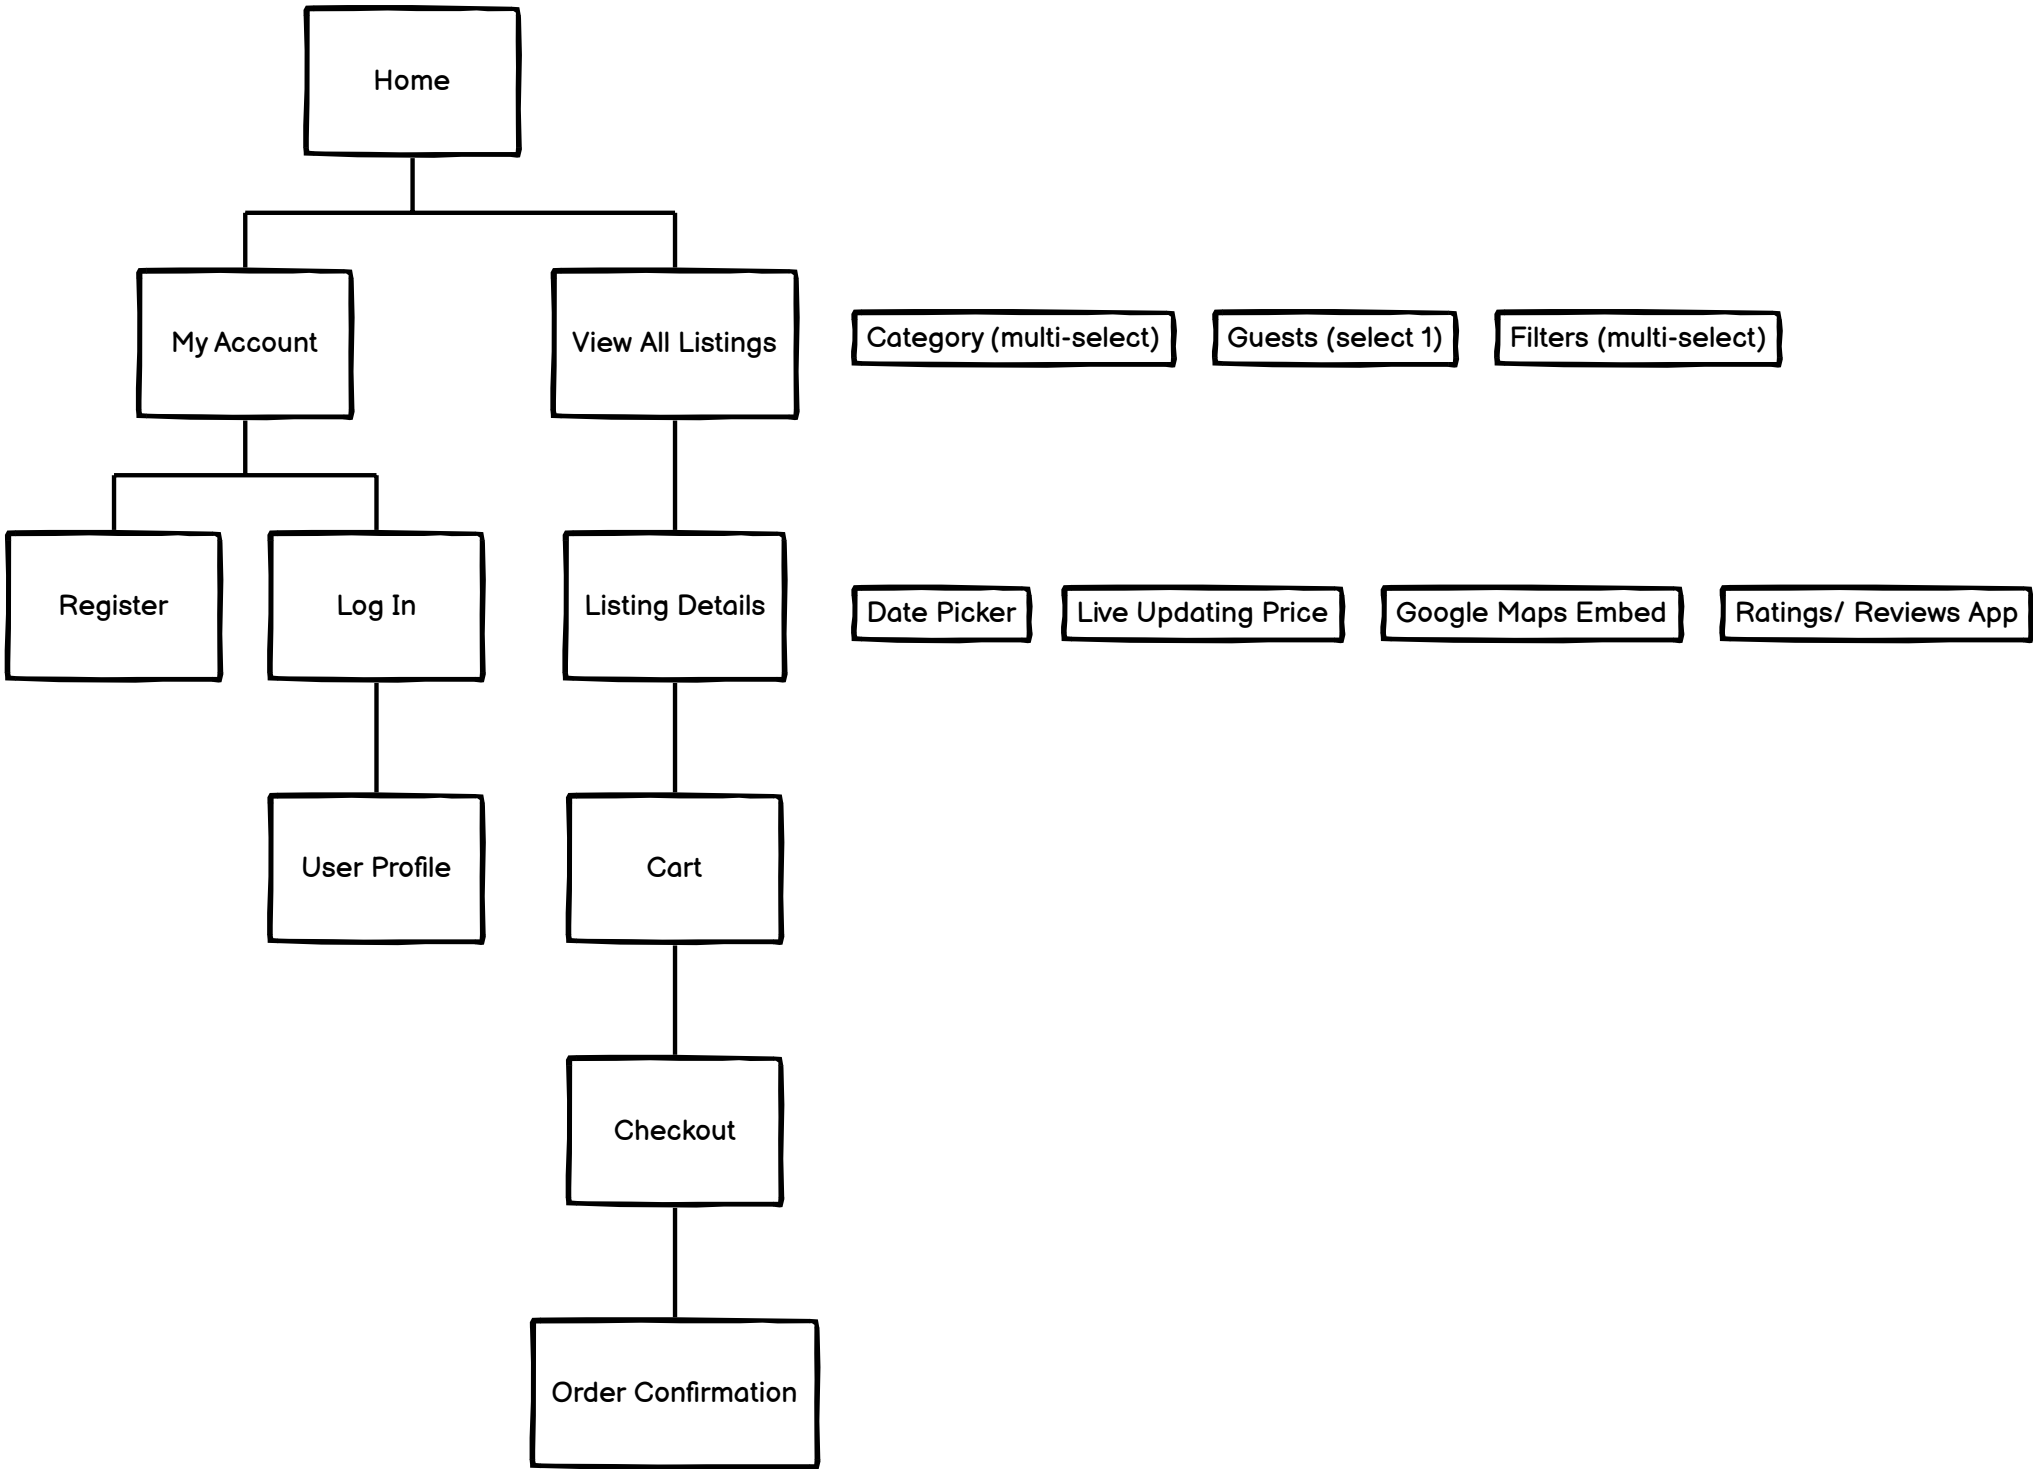 Home
My Account
View All Listings
Category (multi-select)
Guests (select 1)
Filters (multi-select)
Register
Log In
Listing Details
Date Picker
Live Updating Price
Google Maps Embed
Ratings/ Reviews App
User Profile
Cart
Checkout
Order Confirmation